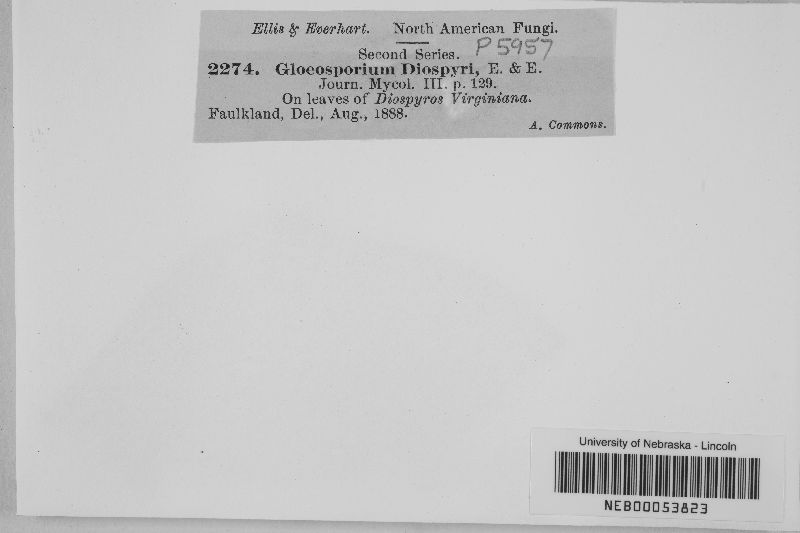 Ellis & Everhart. North American Fungi.
Second Series. P5957
2274. Gloeosporium Diospyri, E. & E.
Journ. Mycol. III. p. 129.
On leaves of Diospyros Virginiana.
Faulkland, Del., Aug., 1888.
A. Commons.
University of Nebraska - Lincoln
NEB00053823